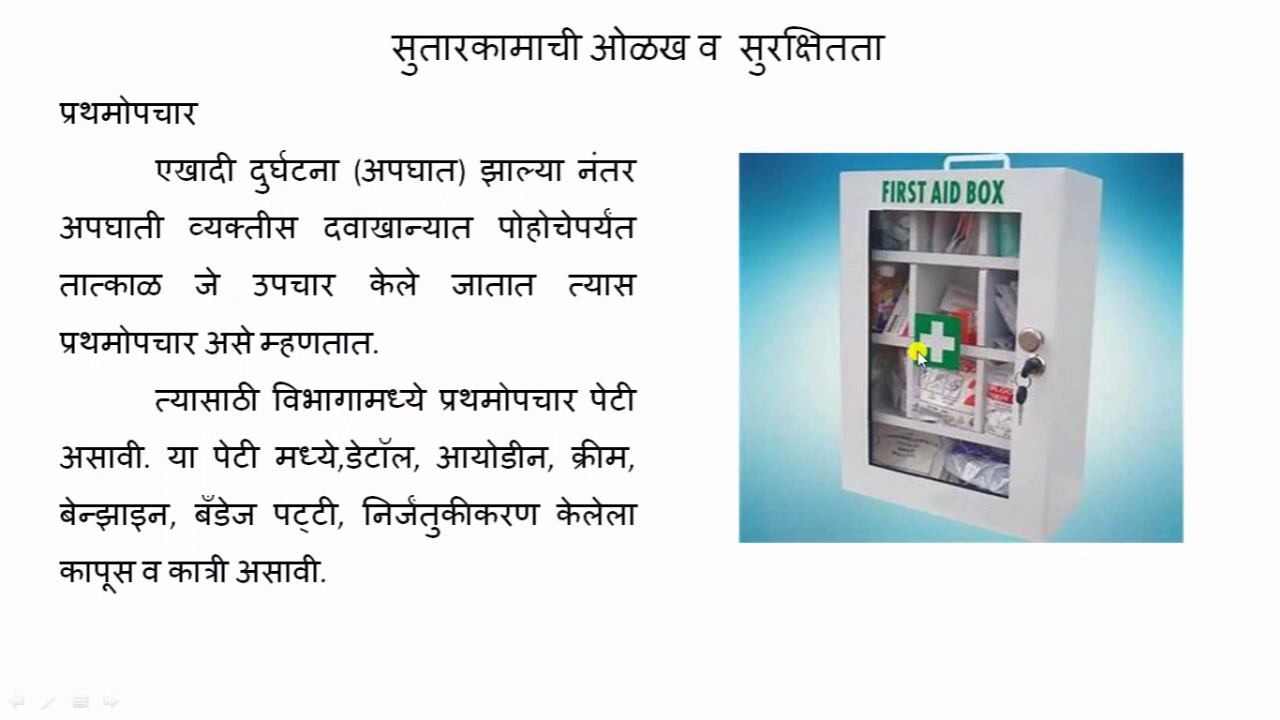 सुतारकामाची ओळख व सुरक्षितता
प्रथमोपचार
एखादी दुर्घटना (अपघात) झाल्या नंतर
अपघाती व्यक्तीस दवाखान्यात पोहोचेपर्यंत
तात्काळ जे उपचार केले जातात त्यास
प्रथमोपचार असे म्हणतात.
त्यासाठी विभागामध्ये प्रथमोपचार पेटी
असावी. या पेटी मध्ये,डेटॉल, आयोडीन, क्रीम,
बेन्झाइन, बँडेज पट्टी, निर्जंतुकीकरण केलेला
कापूस व कात्री असावी.
FIRST AID BOX